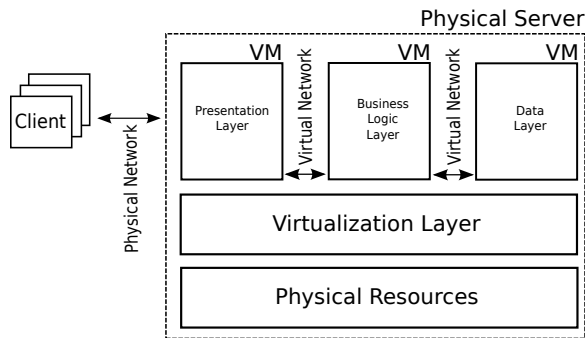 Physical Server
VM
VM
VM
Client
Physical Network
Presentation
Layer
Virtual Network
Business
Logic
Layer
Virtual Network
Data
Layer
Virtualization Layer
Physical Resources